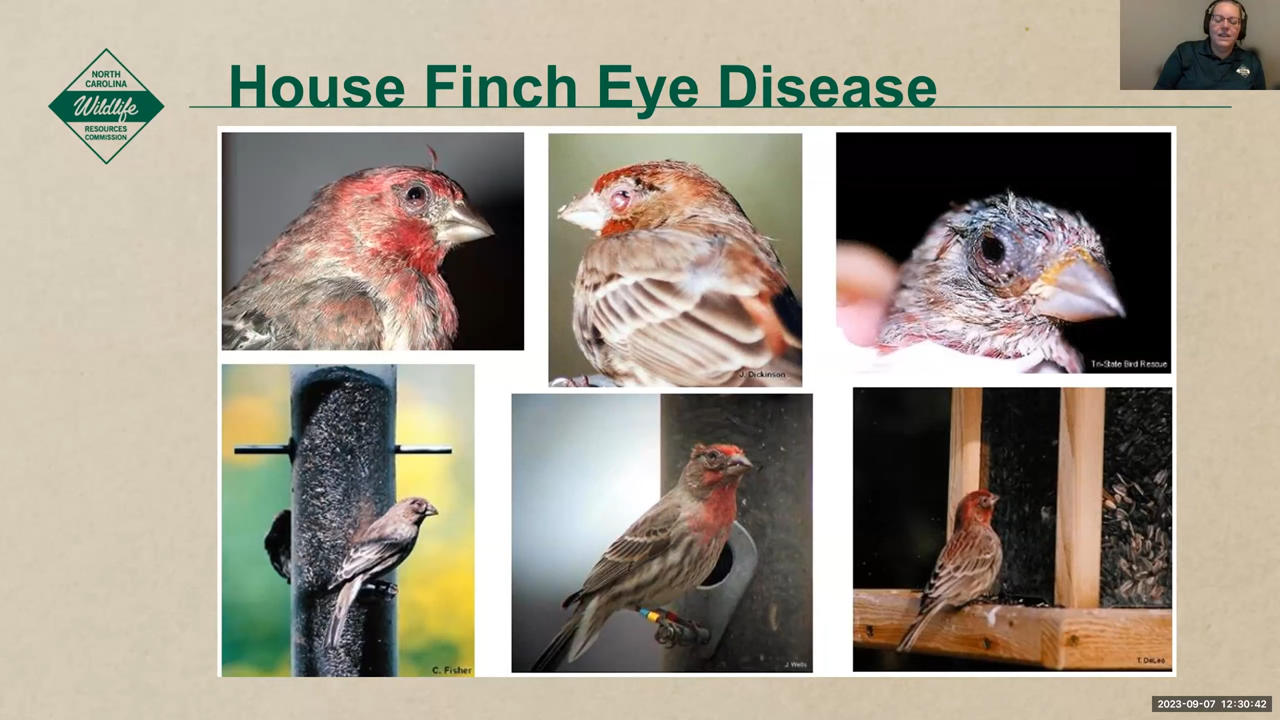 NORTH
CAROLINA
Wildlife
RESOURCES
COMMISSION
House Finch Eye Disease
J. Dickinson
Tri-State Bird Rescue
C. Fisher
J. Wells
T. DeLeo
2023-09-07 12:30:42